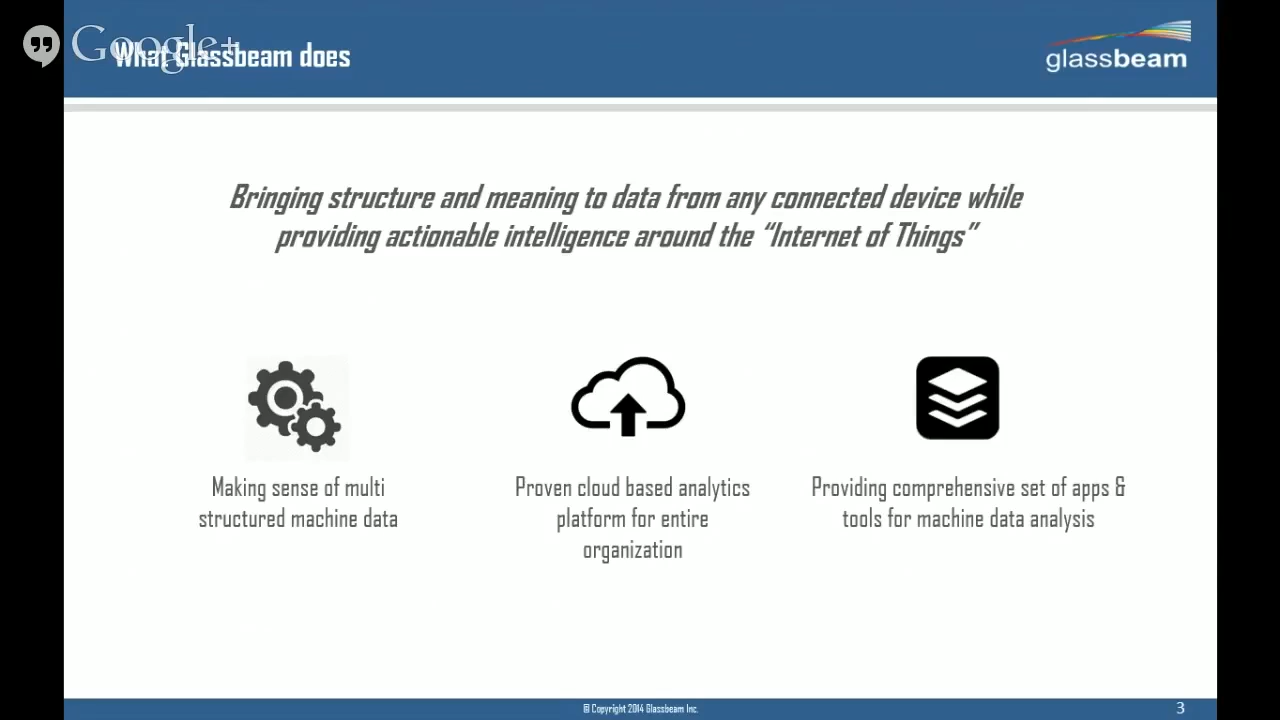 Google+
What Glassbeam does
glassbeam
Bringing structure and meaning to data from any connected device while
providing actionable intelligence around the “Internet of Things”
Making sense of multi
structured machine data
Proven cloud based analytics
platform for entire
organization
Providing comprehensive set of apps &
tools for machine data analysis
© Copyright 2014 Glassbeam Inc.
3